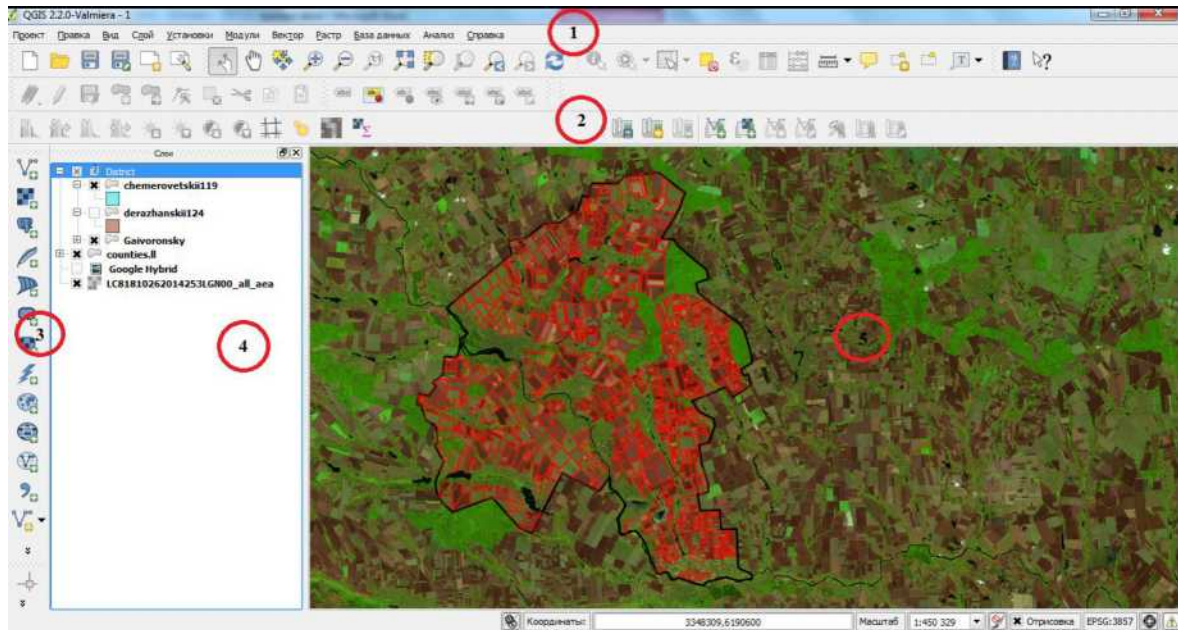 QGIS 2.2.0-Valmiera - 1
Проект Правка Вид Слой Установки Модули Вектор Растр База данных Анализ Справка
1
2
Слои
District
chemerovetskii119
derazhanskii124
Gaivoronsky
counties.ll
Google Hybrid
LC81810262014253LGN00_all_aea
3
4
5
Координаты: 3348309,6190600 Масштаб 1:450 329 Отрисовка EPSG:3857